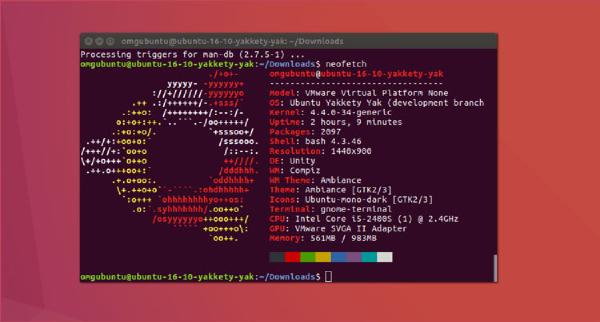 omgubuntu@ubuntu-16-10-yakkety-yak: ~/Downloads
Processing triggers for man-db (2.7.5-1) ...
omgubuntu@ubuntu-16-10-yakkety-yak:~/Downloads$ neofetch
omgubuntu@ubuntu-16-10-yakkety-yak
----------------------------------
Model: VMware Virtual Platform None
OS: Ubuntu Yakkety Yak (development branch
Kernel: 4.4.0-34-generic
Uptime: 2 hours, 9 minutes
Packages: 2097
Shell: bash 4.3.46
Resolution: 1440x900
DE: Unity
WM: Compiz
WM Theme: Ambiance
Theme: Ambiance [GTK2/3]
Icons: Ubuntu-mono-dark [GTK2/3]
Terminal: gnome-terminal
CPU: Intel Core i5-2400S (1) @ 2.4GHz
GPU: VMware SVGA II Adapter
Memory: 561MB / 983MB
omgubuntu@ubuntu-16-10-yakkety-yak:~/Downloads$